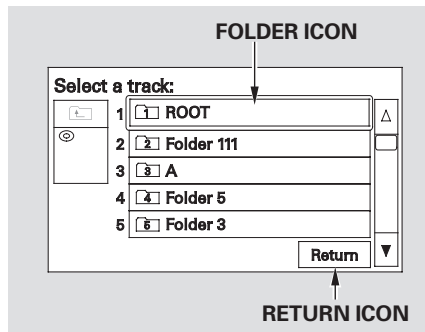 FOLDER ICON
Select a track:
1 1 ROOT
2 2 Folder 111
3 3 A
4 4 Folder 5
5 5 Folder 3
Return
RETURN ICON